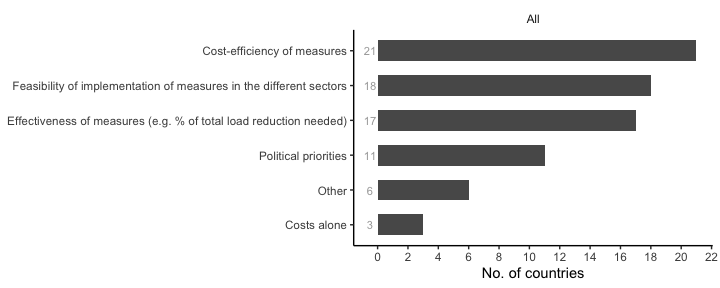 All
Cost-efficiency of measures 21
Feasibility of implementation of measures in the different sectors 18
Effectiveness of measures (e.g. % of total load reduction needed) 17
Political priorities 11
Other 6
Costs alone 3
0 2 4 6 8 10 12 14 16 18 20 22
No. of countries